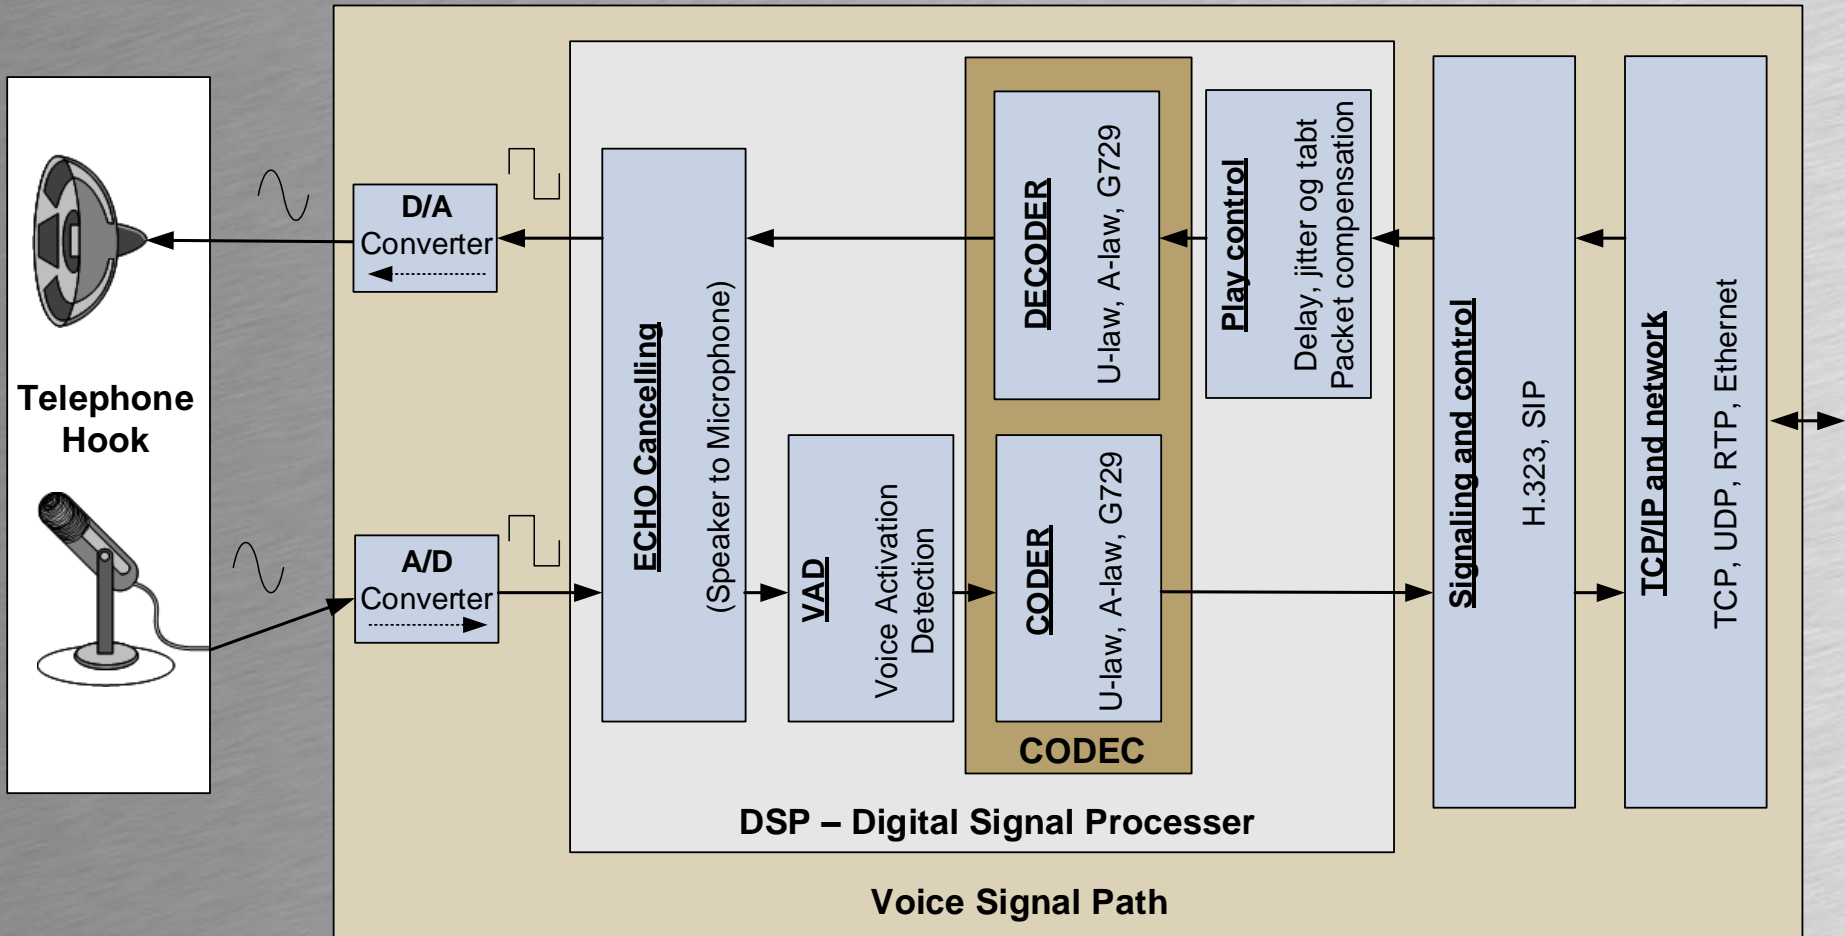 Telephone
Hook
D/A
Converter
A/D
Converter
ECHO Cancelling
(Speaker to Microphone)
VAD
Voice Activation
Detection
DECODER
U-law, A-law, G729
CODER
U-law, A-law, G729
CODEC
Play control
Delay, jitter og tabt
Packet compensation
DSP – Digital Signal Processer
Signaling and control
H.323, SIP
TCP/IP and network
TCP, UDP, RTP, Ethernet
Voice Signal Path